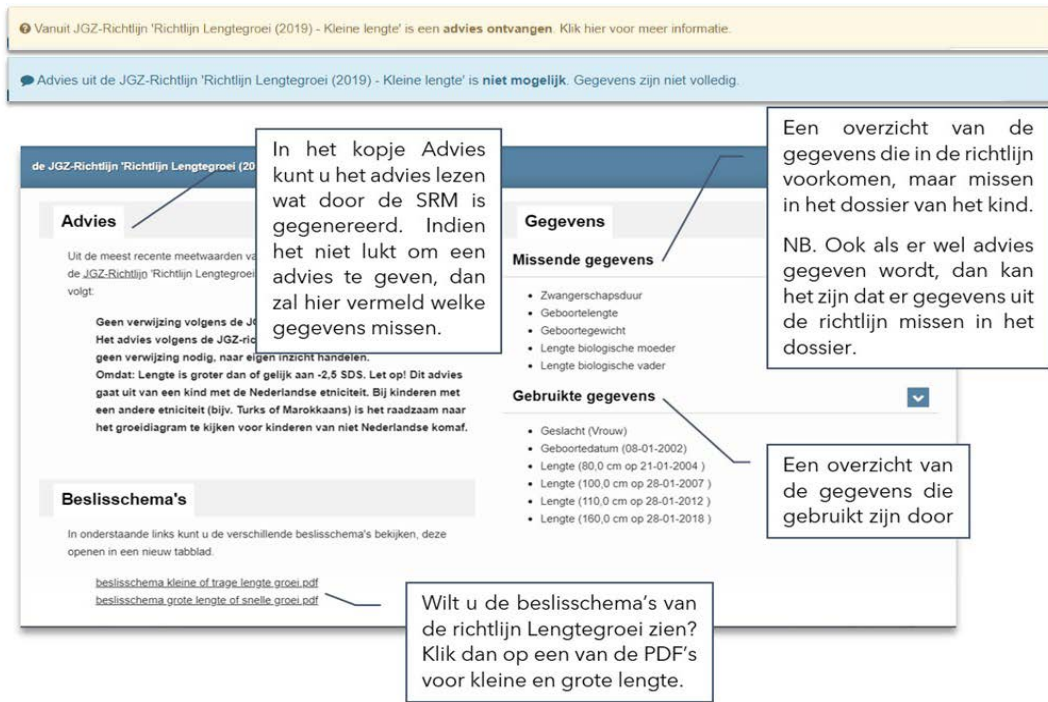 Vanuit JGZ-Richtlijn 'Richtlijn Lengtegroei (2019) - Kleine lengte' is een advies ontvangen. Klik hier voor meer informatie.
Advies uit de JGZ-Richtlijn 'Richtlijn Lengtegroei (2019) - Kleine lengte' is niet mogelijk. Gegevens zijn niet volledig.
de JGZ-Richtlijn 'Richtlijn Lengtegroei (20
In het kopje Advies
kunt u het advies lezen
wat door de SRM is
gegenereerd. Indien
het niet lukt om een
advies te geven, dan
zal hier vermeld welke
gegevens missen.
Een overzicht van de
gegevens die in de richtlijn
voorkomen, maar missen
in het dossier van het kind.
NB. Ook als er wel advies
gegeven wordt, dan kan
het zijn dat er gegevens uit
de richtlijn missen in het
dossier.
Advies
Uit de meest recente meetwaarden va
de JGZ-Richtlijn 'Richtlijn Lengtegroei
volgt:
Geen verwijzing volgens de JG
Het advies volgens de JGZ-ric
geen verwijzing nodig, naar eigen inzicht handelen.
Omdat: Lengte is groter dan of gelijk aan -2,5 SDS. Let op! Dit advies
gaat uit van een kind met de Nederlandse etniciteit. Bij kinderen met
een andere etniciteit (bijv. Turks of Marokkaans) is het raadzaam naar
het groeidiagram te kijken voor kinderen van niet Nederlandse komaf.
Gegevens
Missende gegevens
• Zwangerschapsduur
• Geboortelengte
• Geboortegewicht
• Lengte biologische moeder
• Lengte biologische vader
Gebruikte gegevens
• Geslacht (Vrouw)
• Geboortedatum (08-01-2002)
• Lengte (80,0 cm op 21-01-2004 )
• Lengte (100,0 cm op 28-01-2007 )
• Lengte (110,0 cm op 28-01-2012 )
• Lengte (160,0 cm op 28-01-2018 )
Een overzicht van
de gegevens die
gebruikt zijn door
Beslisschema's
In onderstaande links kunt u de verschillende beslisschema's bekijken, deze
openen in een nieuw tabblad.
beslisschema kleine of trage lengte groei.pdf
beslisschema grote lengte of snelle groei.pdf
Wilt u de beslisschema's van
de richtlijn Lengtegroei zien?
Klik dan op een van de PDF's
voor kleine en grote lengte.